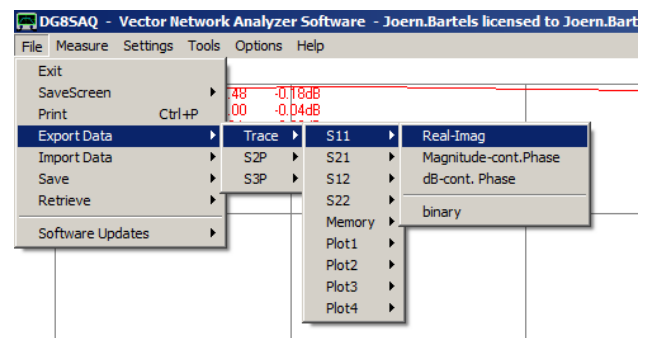 DG8SAQ - Vector Network Analyzer Software - Joern.Bartels licensed to Joern.Bart
File Measure Settings Tools Options Help
Exit
SaveScreen .48 -0.18dB
Print Ctrl+P .00 -0.04dB
Export Data Trace S11 Real-Imag
Import Data S2P S21 Magnitude-cont.Phase
Save S3P S12 dB-cont. Phase
Retrieve S22
binary
Memory
Software Updates Plot1
Plot2
Plot3
Plot4